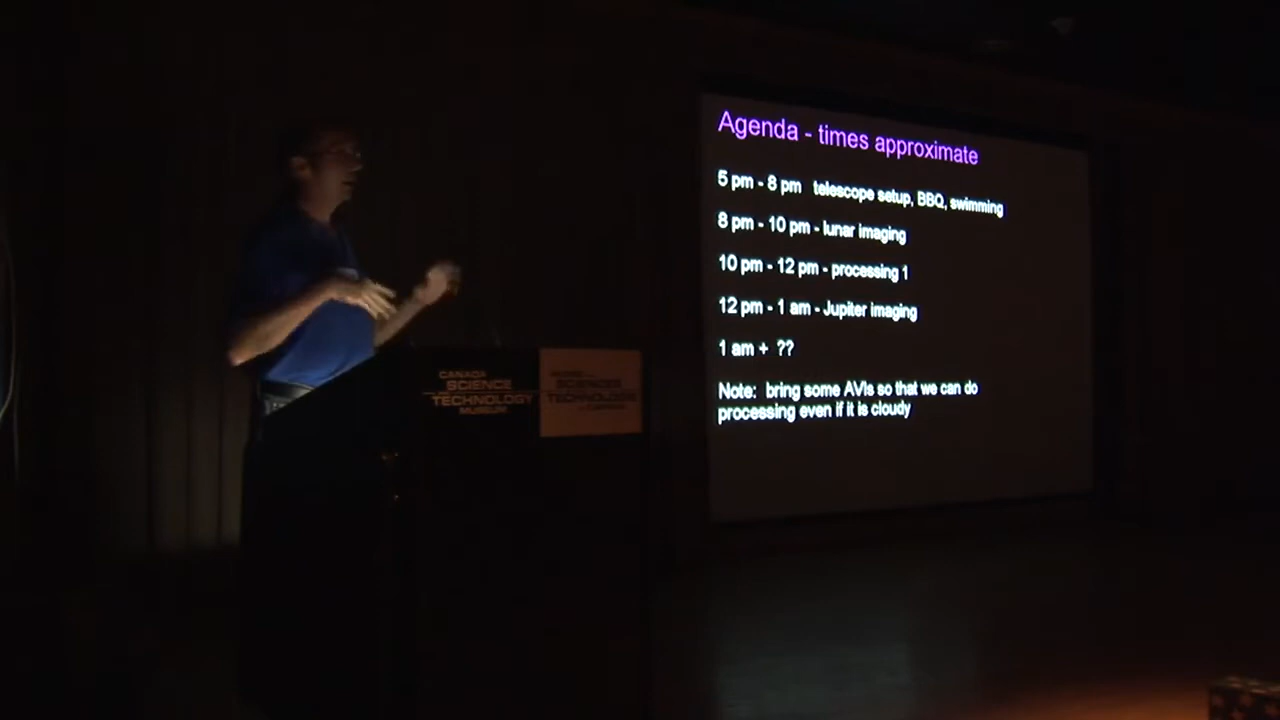 Agenda - times approximate
5 pm - 8 pm telescope setup, BBQ, swimming
8 pm - 10 pm - lunar imaging
10 pm - 12 pm - processing 1
12 pm - 1 am - Jupiter imaging
1 am + ??
Note: bring some AVIs so that we can do
processing even if it is cloudy
CANADA
SCIENCE
TECHNOLOGY
MUSEUM
SCIENCES